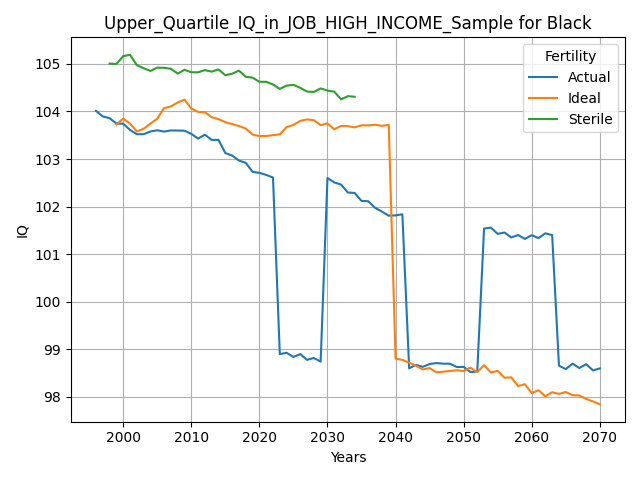 Upper_Quartile_IQ_in_JOB_HIGH_INCOME_Sample for Black
Fertility
Actual
Ideal
Sterile
IQ
105
104
103
102
101
100
99
98
2000
2010
2020
2030
2040
2050
2060
2070
Years